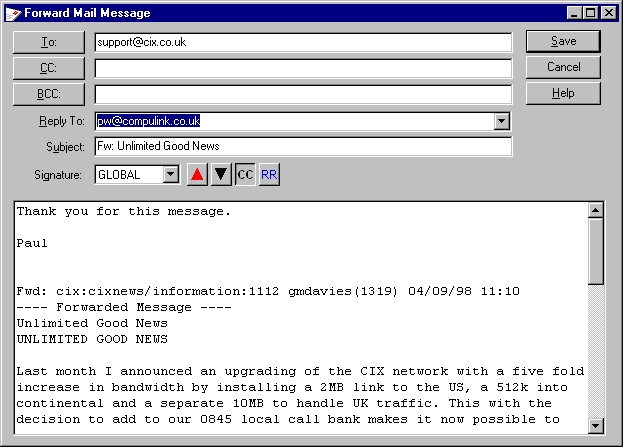 Forward Mail Message
To: support@cix.co.uk Save
CC: Cancel
BCC: Help
Reply To: pw@compulink.co.uk
Subject: Fw: Unlimited Good News
Signature: GLOBAL CC RR
Thank you for this message.
Paul
Fwd: cix:cixnews/information:1112 gmdavies(1319) 04/09/98 11:10
---- Forwarded Message ----
Unlimited Good News
UNLIMITED GOOD NEWS
Last month I announced an upgrading of the CIX network with a five fold
increase in bandwidth by installing a 2MB link to the US, a 512k into
continental and a separate 10MB to handle UK traffic. This with the
decision to add to our 0845 local call bank makes it now possible to